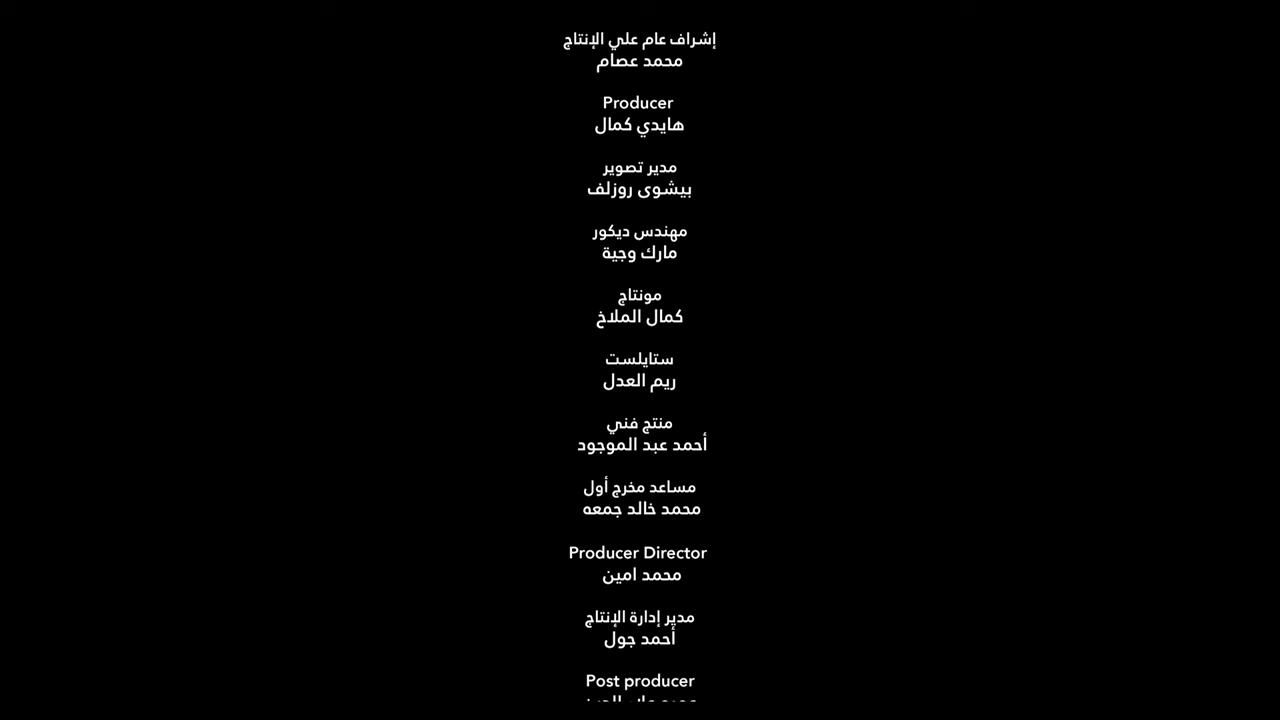 إشراف عام علي الإنتاج
محمد عصام
Producer
هايدي كمال
مدير تصوير
بيشوى روزلف
مهندس ديكور
مارك وجية
مونتاج
كمال الملاخ
ستايلست
ريم العدل
منتج فني
أحمد عبد الموجود
مساعد مخرج أول
محمد خالد جمعه
Producer Director
محمد امين
مدير إدارة الإنتاج
أحمد جول
Post producer